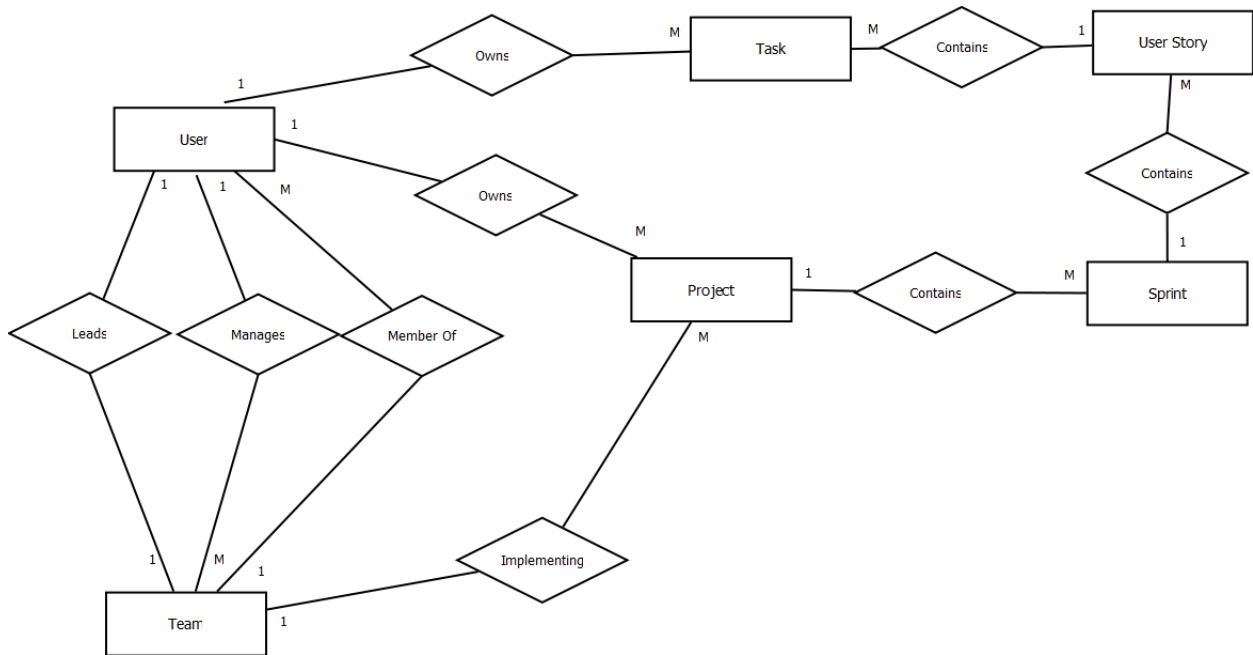 M
Task
M
Contains
1
User Story
Owns
1
M
1
User
Owns
Contains
1
1
M
M
1
Project
1
Contains
M
Sprint
Leads
Manages
Member Of
M
1
M
1
Implementing
1
Team